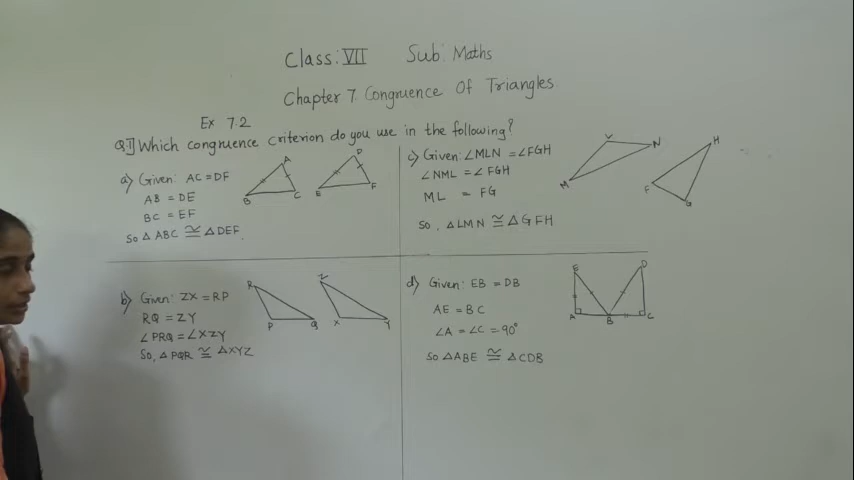 Class: VII Sub: Maths
Chapter 7. Congruence Of Triangles
Ex 7.2
Q.1] Which congruence criterion do you use in the following?
a) Given: AC = DF
AB = DE
BC = EF
So △ ABC ≅ △ DEF.
A
B
C
D
E
F
c) Given: ∠MLN = ∠FGH
∠NML = ∠FGH
ML = FG
So, △LMN ≅ △GFH
L
N
M
H
F
G
b) Given: ZX = RP
RQ = ZY
∠PRQ = ∠XZY
So, △ PQR ≅ △XYZ
R
P
Q
Z
X
Y
d) Given: EB = DB
AE = BC
∠A = ∠C = 90°
So △ABE ≅ △CDB
E
D
A
B
C